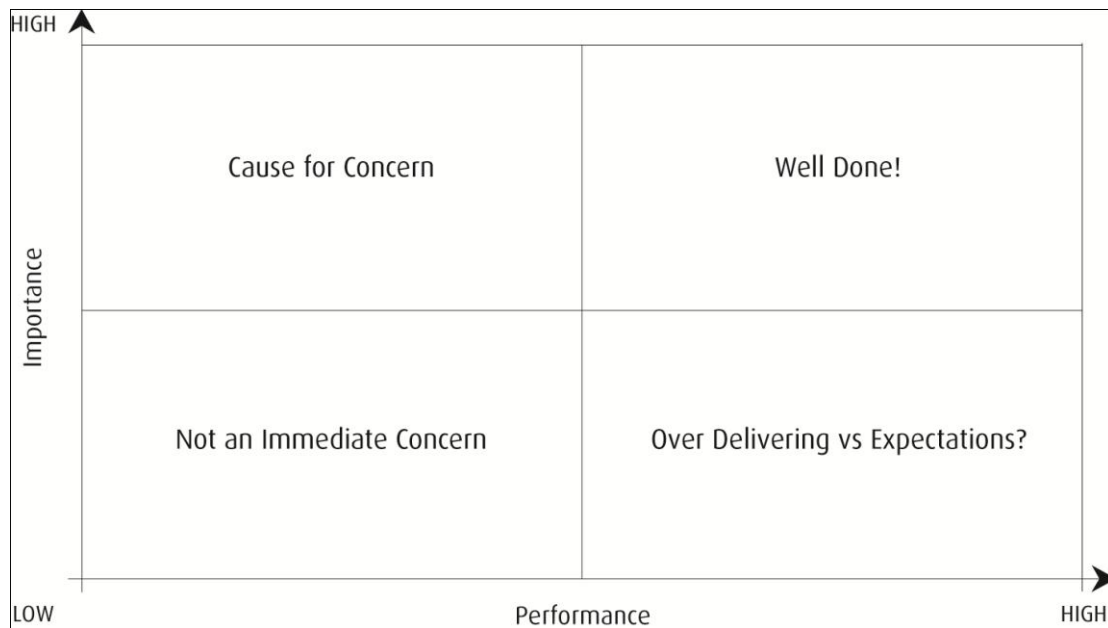 HIGH
Cause for Concern
Well Done!
Importance
Not an Immediate Concern
Over Delivering vs Expectations?
LOW
Performance
HIGH